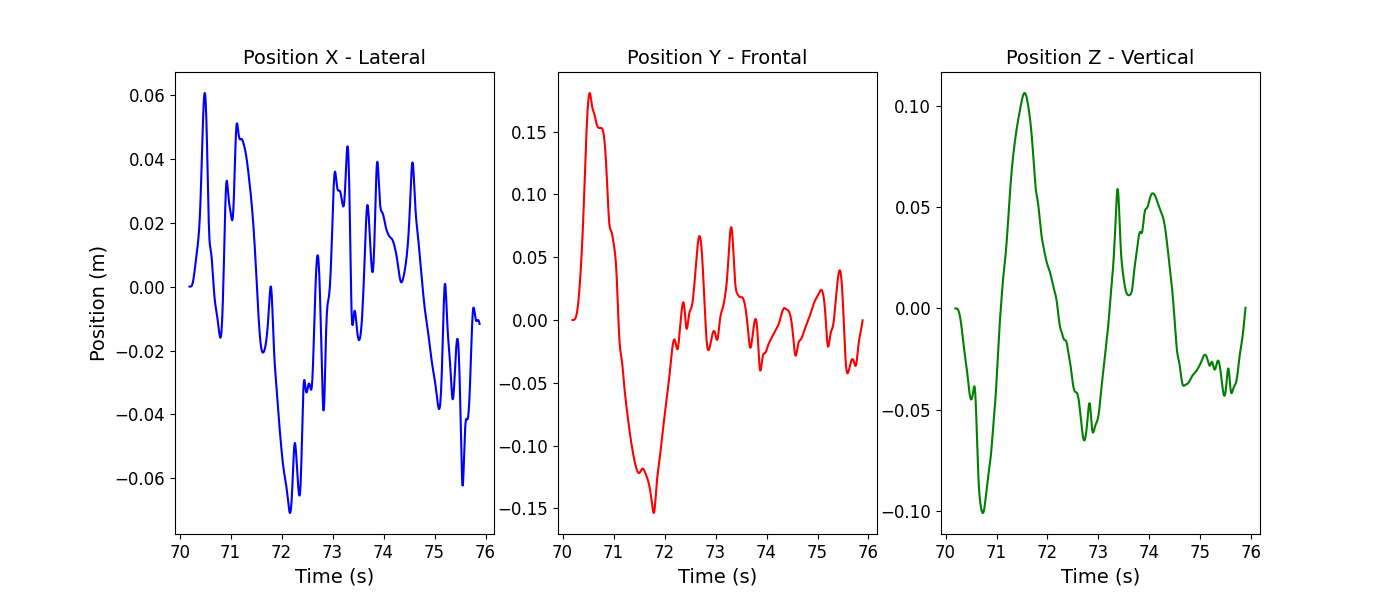 Position X - Lateral
Position Y - Frontal
Position Z - Vertical
Position (m)
0.06
0.04
0.02
0.00
−0.02
−0.04
−0.06
70 71 72 73 74 75 76
Time (s)
0.15
0.10
0.05
0.00
−0.05
−0.10
−0.15
70 71 72 73 74 75 76
Time (s)
0.10
0.05
0.00
−0.05
−0.10
70 71 72 73 74 75 76
Time (s)